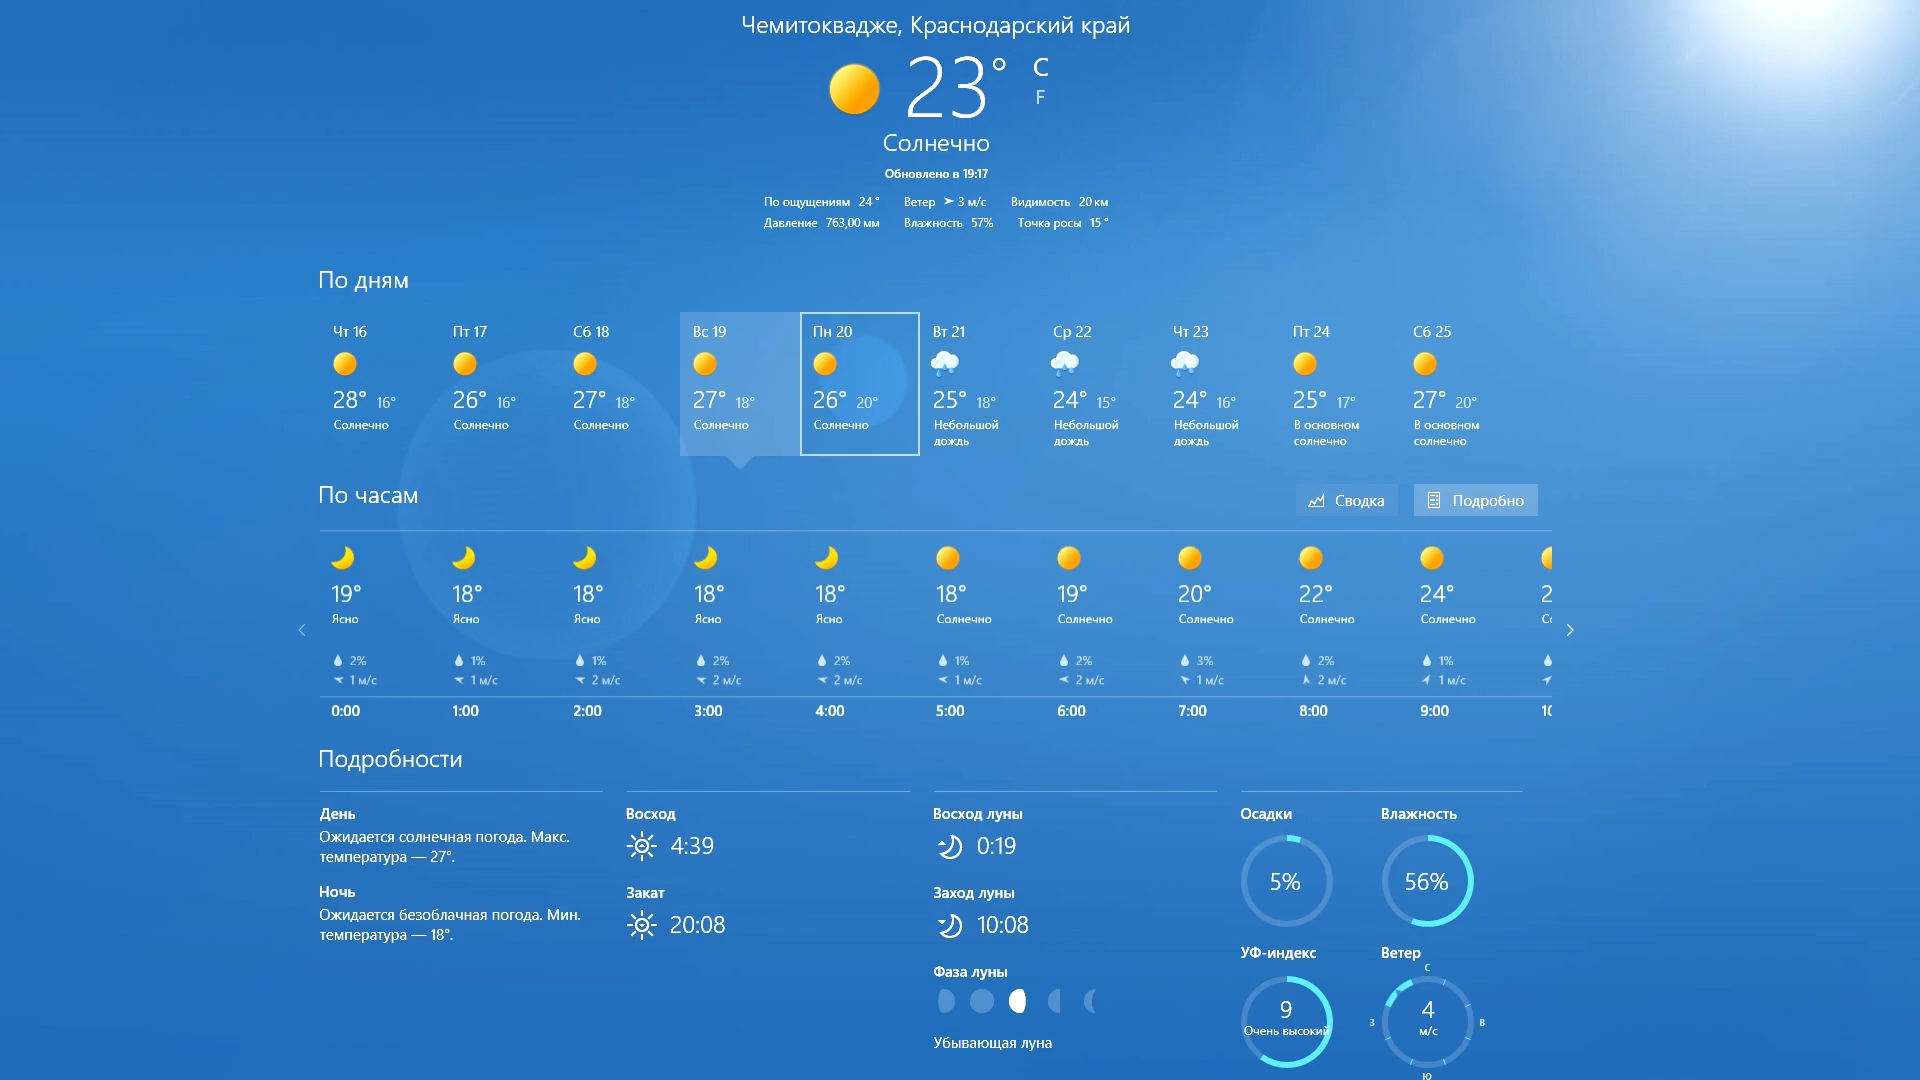 Чемитоквадже, Краснодарский край
23° C
F
Солнечно
Обновлено в 19:17
По ощущениям 24 ° Ветер 3 м/с Видимость 20 км
Давление 763,00 мм Влажность 57% Точка росы 15 °
По дням
Чт 16 Пт 17 Сб 18 Вс 19 Пн 20 Вт 21 Ср 22 Чт 23 Пт 24 Сб 25
28° 16° 26° 16° 27° 18° 27° 18° 26° 20° 25° 18° 24° 15° 24° 16° 25° 17° 27° 20°
Солнечно Солнечно Солнечно Солнечно Солнечно Небольшой Небольшой Небольшой В основном В основном
дождь дождь дождь солнечно солнечно
По часам Сводка Подробно
19° 18° 18° 18° 18° 18° 19° 20° 22° 24° 2
Ясно Ясно Ясно Ясно Ясно Солнечно Солнечно Солнечно Солнечно Солнечно
2% 1% 1% 2% 2% 1% 2% 3% 2% 1%
1 м/с 1 м/с 2 м/с 2 м/с 2 м/с 1 м/с 2 м/с 1 м/с 2 м/с 1 м/с
0:00 1:00 2:00 3:00 4:00 5:00 6:00 7:00 8:00 9:00
Подробности
День
Ожидается солнечная погода. Макс.
температура — 27°.
Ночь
Ожидается безоблачная погода. Мин.
температура — 18°.
Восход
4:39
Закат
20:08
Восход луны
0:19
Заход луны
10:08
Фаза луны
Убывающая луна
Осадки
5%
Влажность
56%
УФ-индекс
9
Очень высокий
Ветер
С
З В
4
м/с
Ю